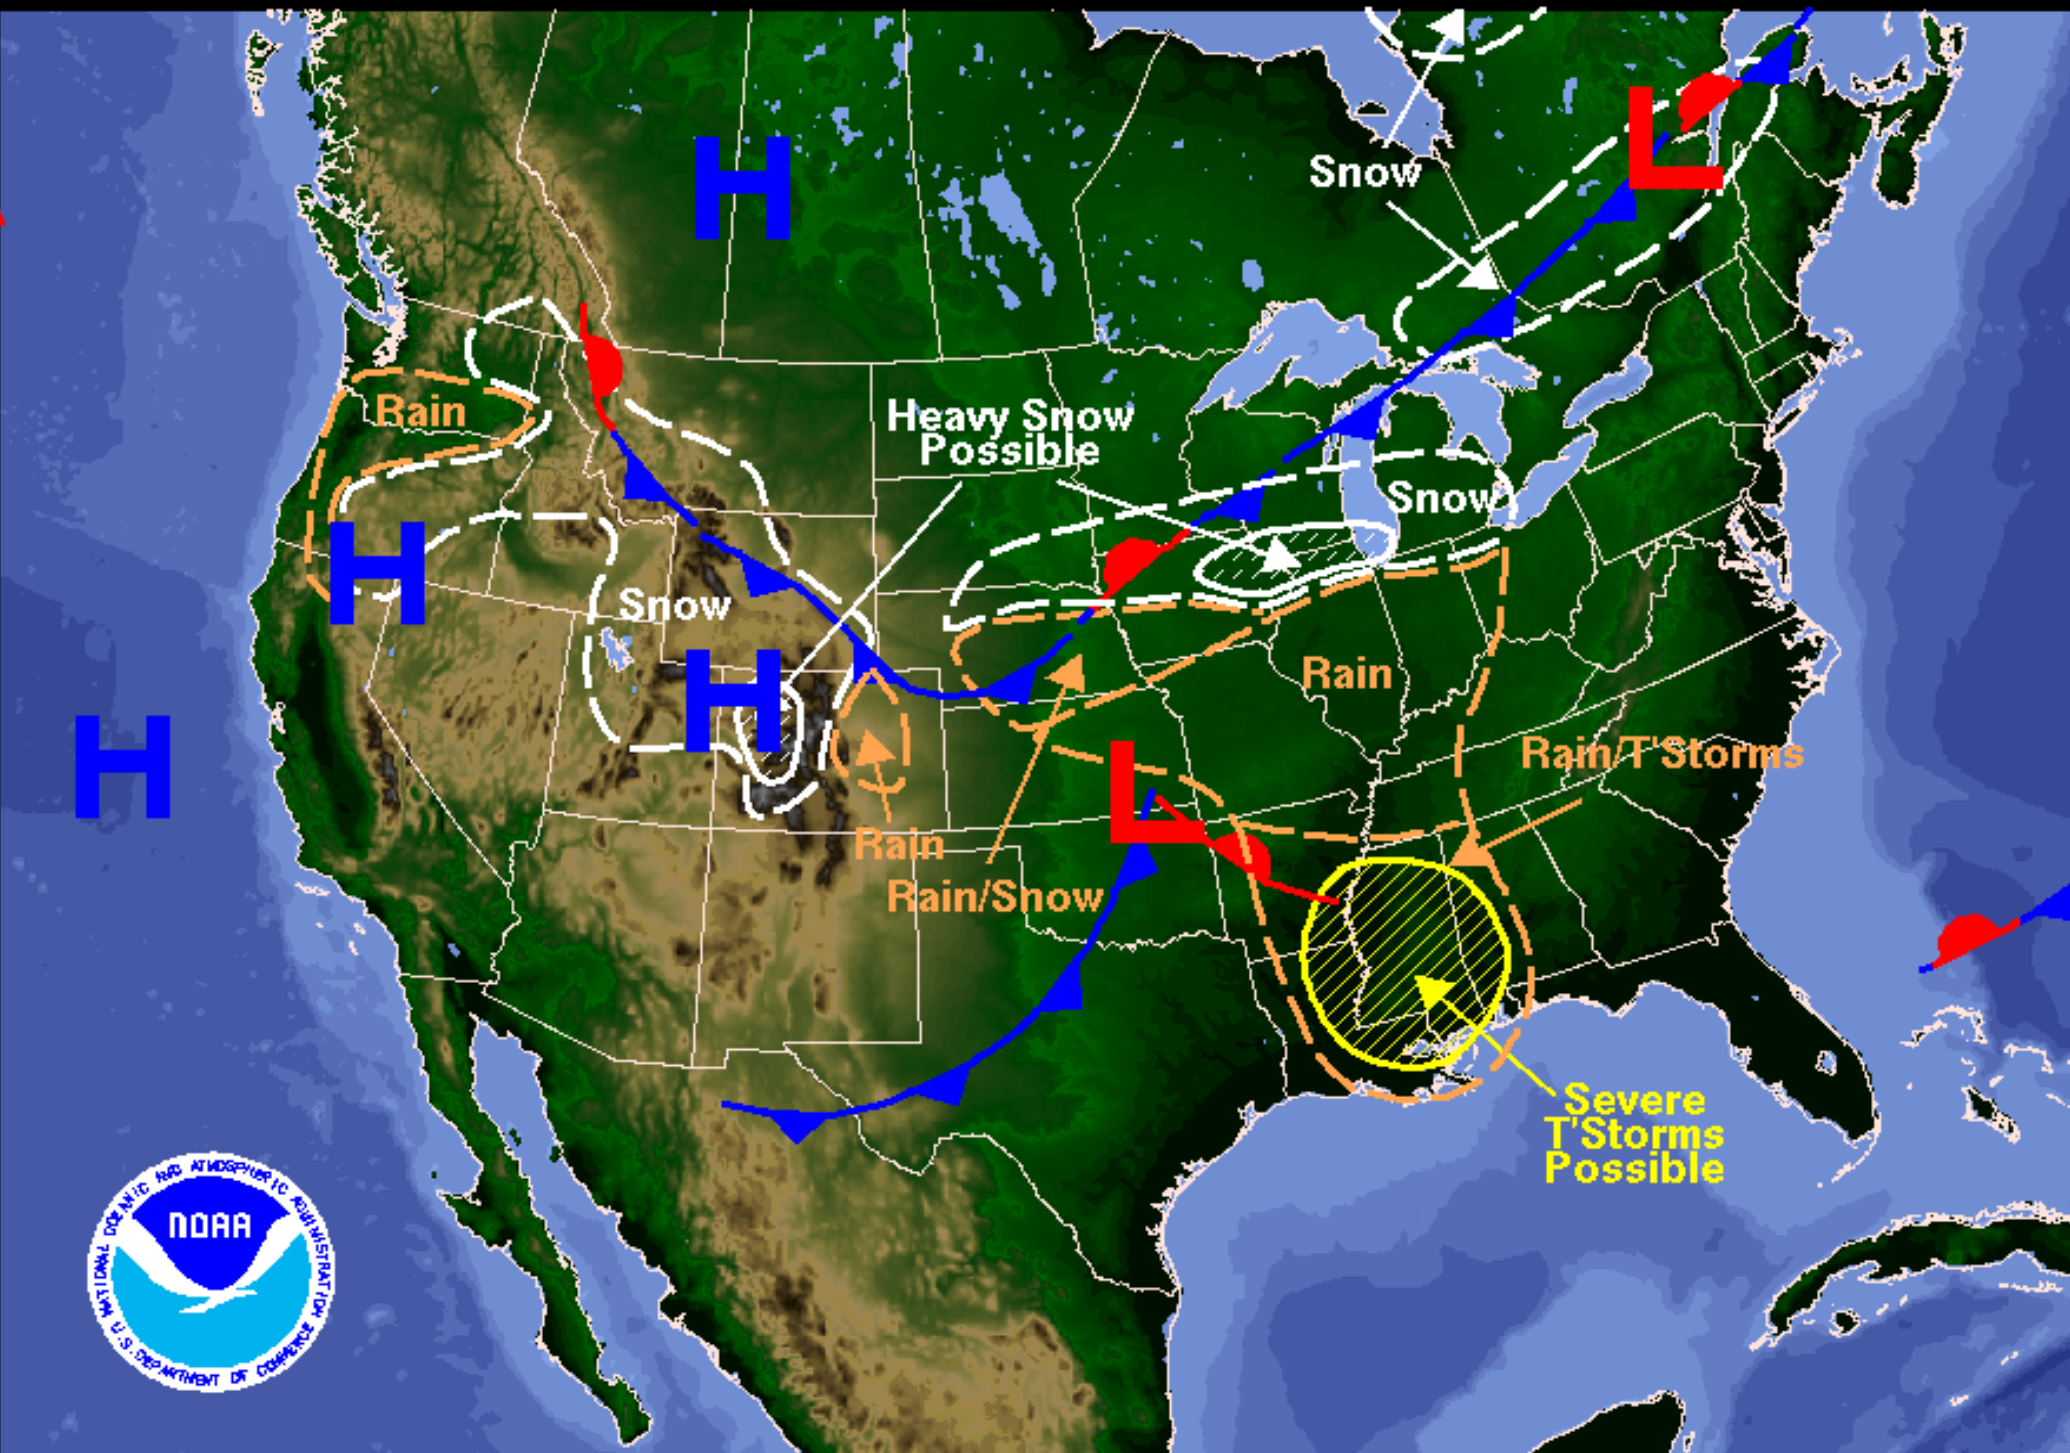 H
L
Snow
Rain
Heavy Snow
Possible
Snow
H
Snow
H
Rain
H
L
Rain/T'Storms
Rain
Rain/Snow
Severe
T'Storms
Possible
NATIONAL OCEANIC AND ATMOSPHERIC ADMINISTRATION
NOAA
U.S. DEPARTMENT OF COMMERCE